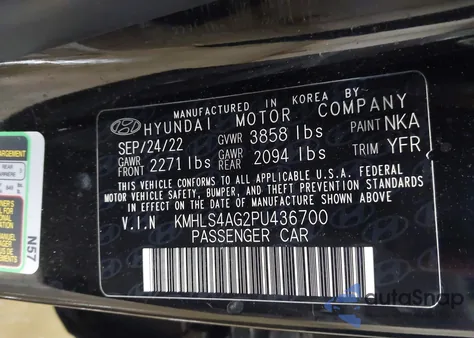 MANUFACTURED IN KOREA BY
HYUNDAI MOTOR COMPANY
SEP/24/22 GVWR 3858 lbs PAINT NKA
GAWR FRONT 2271 lbs GAWR REAR 2094 lbs TRIM YFR
THIS VEHICLE CONFORMS TO ALL APPLICABLE U.S.A. FEDERAL
MOTOR VEHICLE SAFETY, BUMPER, AND THEFT PREVENTION STANDARDS
IN EFFECT ON THE DATE OF MANUFACTURE SHOWN ABOVE.
V.I.N KMHLS4AG2PU436700
PASSENGER CAR
N57
autaSnap